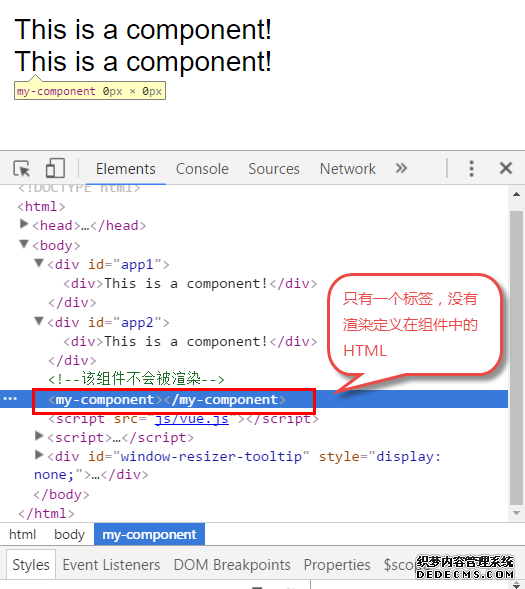 This is a component!
This is a component!
my-component 0px × 0px
Elements Console Sources Network »
<!DOCTYPE html>
<html>
<head>…</head>
<body>
<div id="app1">
<div>This is a component!</div>
</div>
<div id="app2">
<div>This is a component!</div>
</div>
<!--该组件不会被渲染-->
<my-component></my-component>
<script src="js/vue.js"></script>
<script>…</script>
<div id="window-resizer-tooltip" style="display:
none;">…</div>
</body>
</html>
只有一个标签，没有
渲染定义在组件中的
HTML
html body my-component
Styles Event Listeners DOM Breakpoints Properties $sco
织梦内容管理系统
DEDECMS.COM